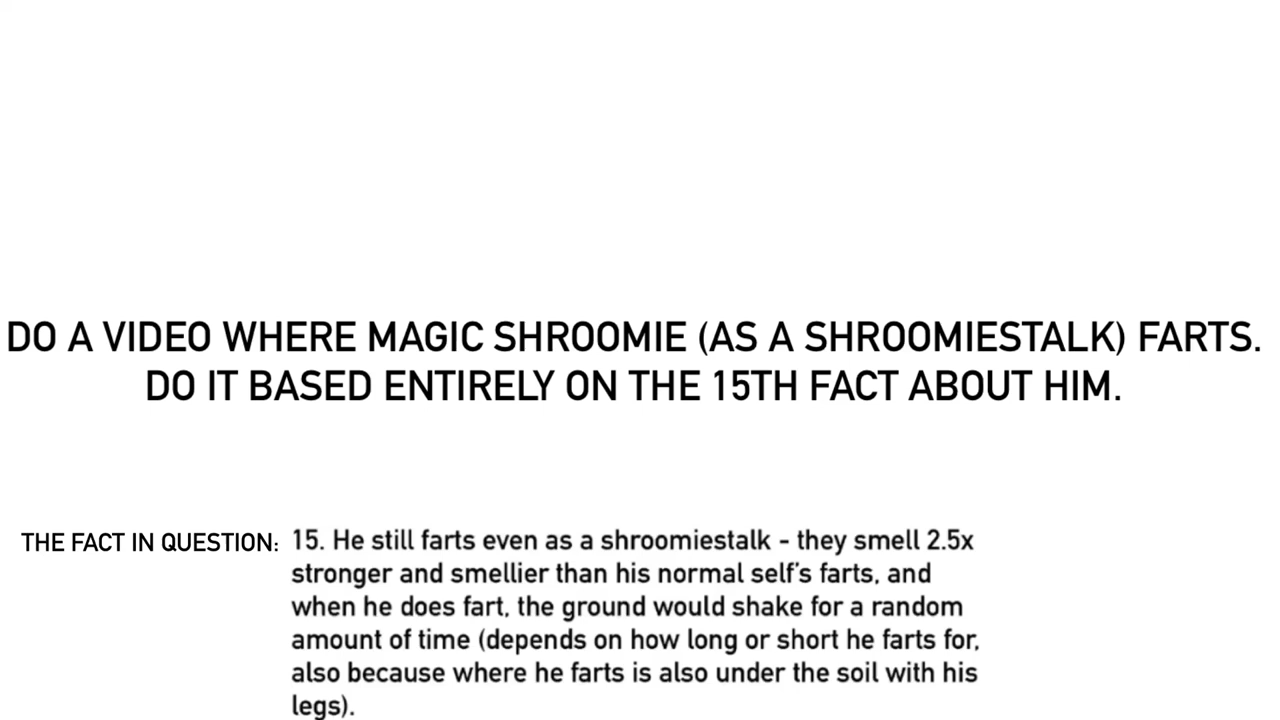 DO A VIDEO WHERE MAGIC SHROOMIE (AS A SHROOMIESTALK) FARTS.
DO IT BASED ENTIRELY ON THE 15TH FACT ABOUT HIM.
THE FACT IN QUESTION:
15. He still farts even as a shroomiestalk - they smell 2.5x
stronger and smellier than his normal self's farts, and
when he does fart, the ground would shake for a random
amount of time (depends on how long or short he farts for,
also because where he farts is also under the soil with his
legs).